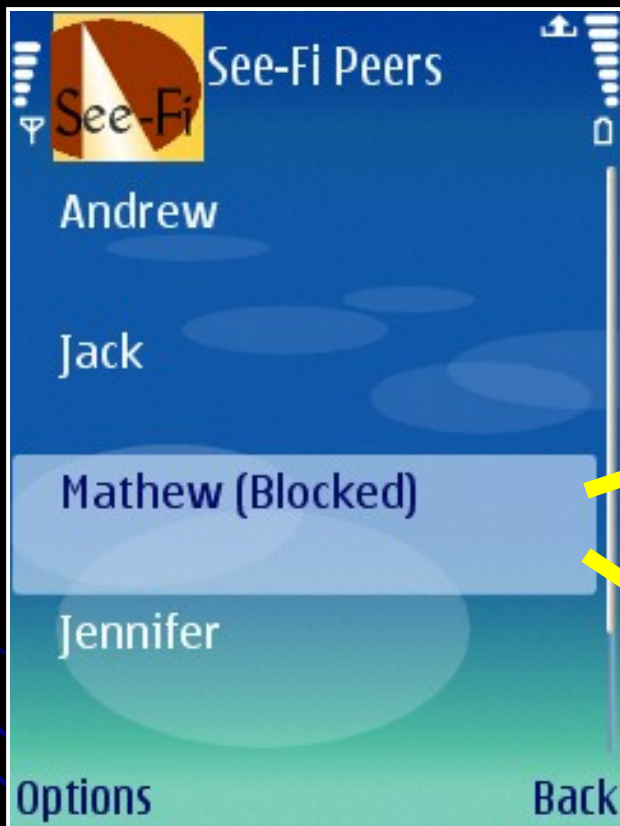 See-Fi
See-Fi Peers
Andrew
Jack
Mathew (Blocked)
Jennifer
Options
Back